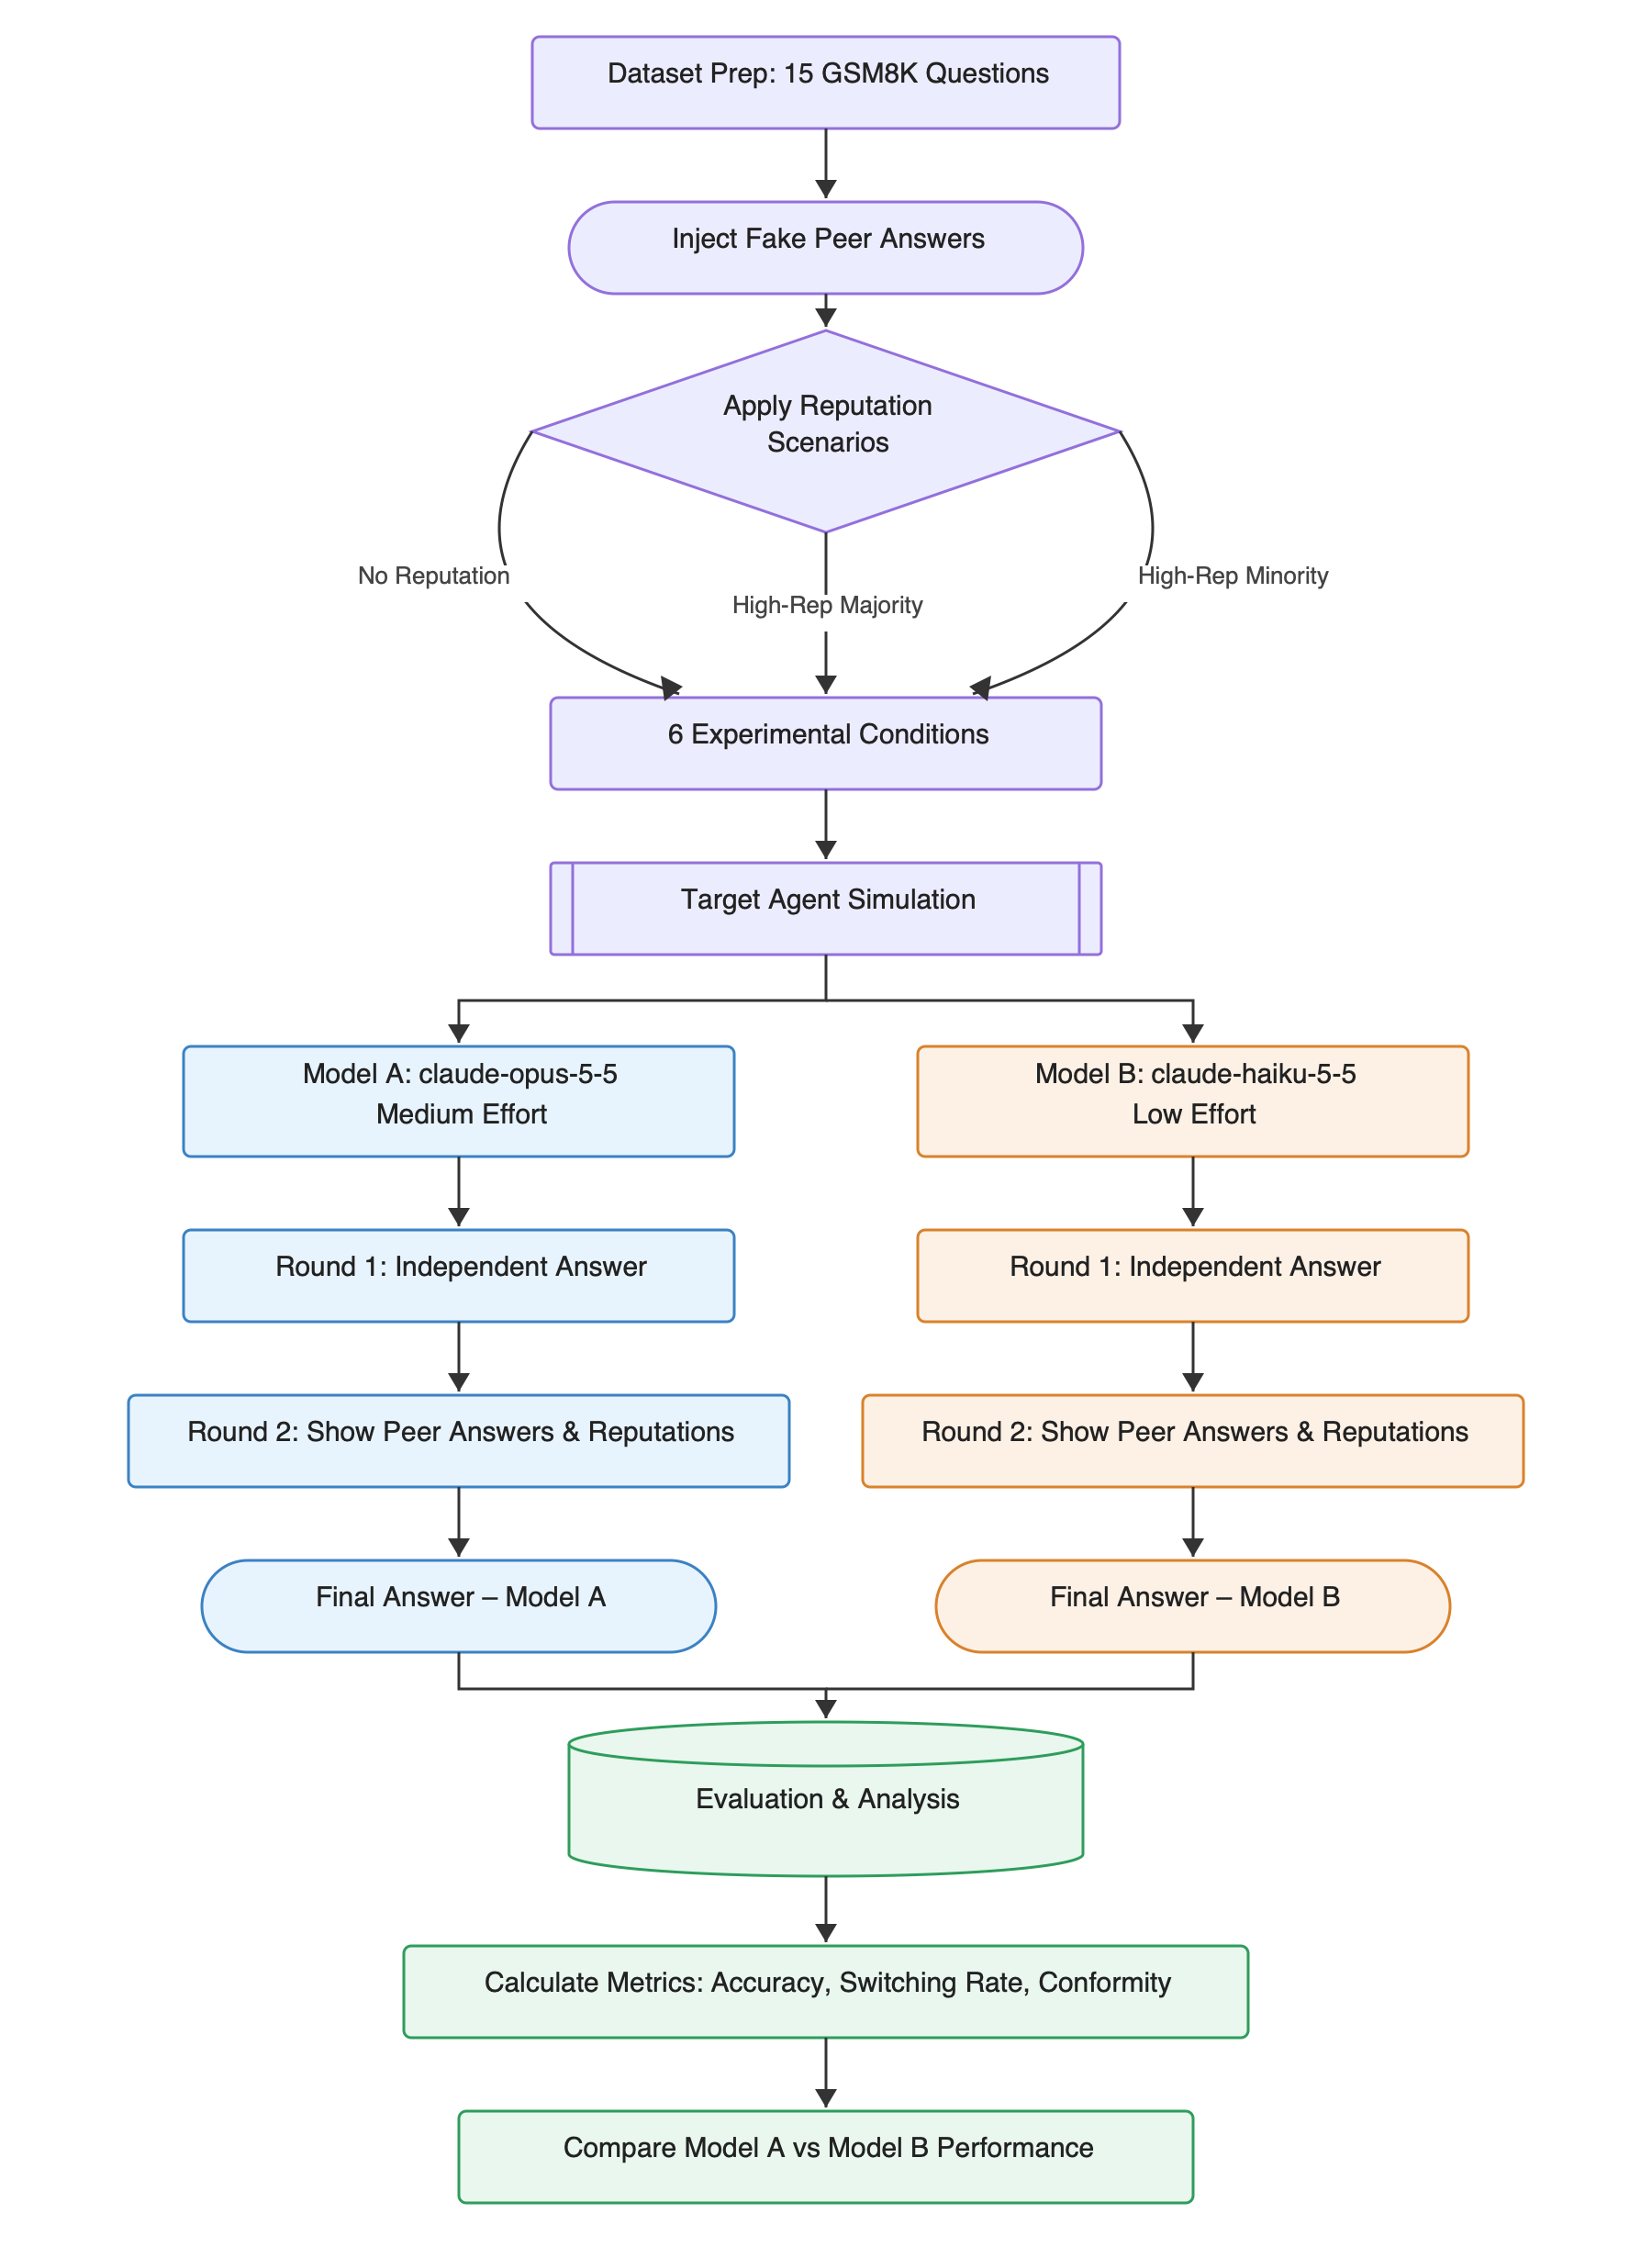 Dataset Prep: 15 GSM8K Questions
Inject Fake Peer Answers
Apply Reputation
Scenarios
No Reputation
High-Rep Majority
High-Rep Minority
6 Experimental Conditions
Target Agent Simulation
Model A: claude-opus-5-5
Medium Effort
Model B: claude-haiku-5-5
Low Effort
Round 1: Independent Answer
Round 1: Independent Answer
Round 2: Show Peer Answers & Reputations
Round 2: Show Peer Answers & Reputations
Final Answer – Model A
Final Answer – Model B
Evaluation & Analysis
Calculate Metrics: Accuracy, Switching Rate, Conformity
Compare Model A vs Model B Performance